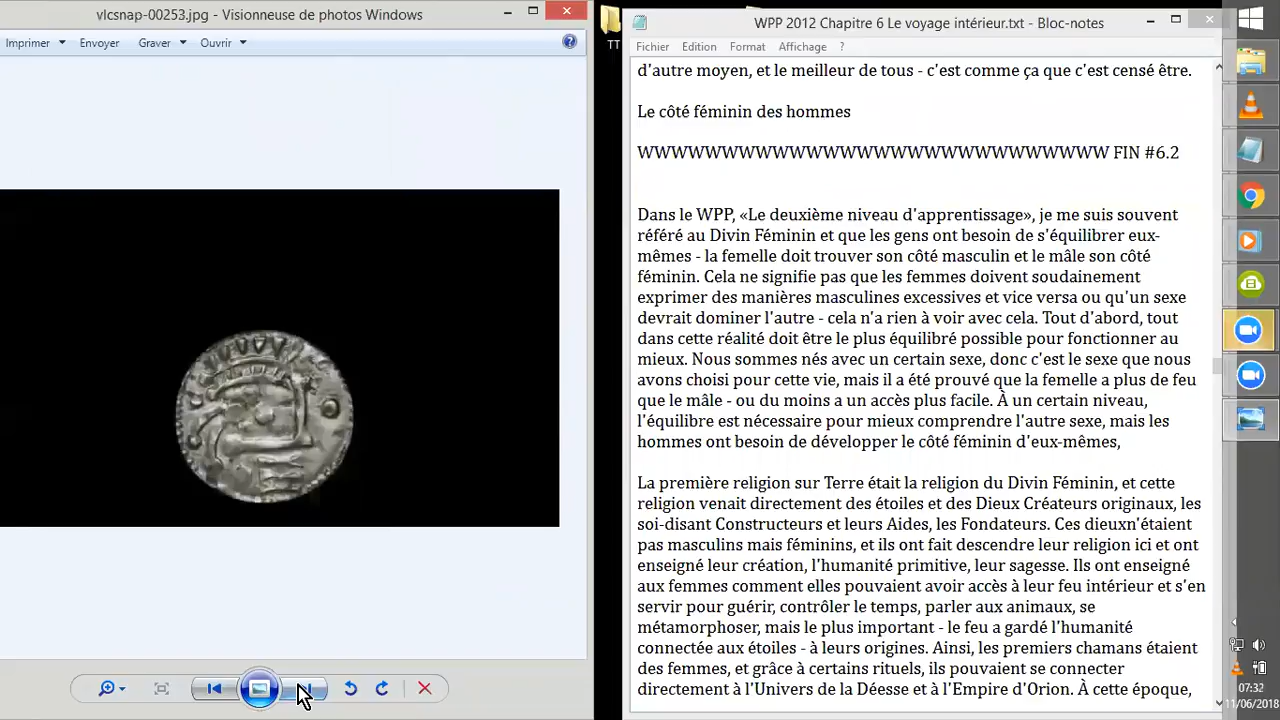 vlcsnap-00253.jpg - Visionneuse de photos Windows
Imprimer
Envoyer
Graver
Ouvrir
TT
WPP 2012 Chapitre 6 Le voyage intérieur.txt - Bloc-notes
Fichier
Edition
Format
Affichage
?
d'autre moyen, et le meilleur de tous - c'est comme ça que c'est censé être.
Le côté féminin des hommes
WWWWWWWWWWWWWWWWWWWWWWWWWWWW FIN #6.2
Dans le WPP, «Le deuxième niveau d'apprentissage», je me suis souvent
référé au Divin Féminin et que les gens ont besoin de s'équilibrer eux-
mêmes - la femelle doit trouver son côté masculin et le mâle son côté
féminin. Cela ne signifie pas que les femmes doivent soudainement
exprimer des manières masculines excessives et vice versa ou qu'un sexe
devrait dominer l'autre - cela n'a rien à voir avec cela. Tout d'abord, tout
dans cette réalité doit être le plus équilibré possible pour fonctionner au
mieux. Nous sommes nés avec un certain sexe, donc c'est le sexe que nous
avons choisi pour cette vie, mais il a été prouvé que la femelle a plus de feu
que le mâle - ou du moins a un accès plus facile. À un certain niveau,
l'équilibre est nécessaire pour mieux comprendre l'autre sexe, mais les
hommes ont besoin de développer le côté féminin d'eux-mêmes,
La première religion sur Terre était la religion du Divin Féminin, et cette
religion venait directement des étoiles et des Dieux Créateurs originaux, les
soi-disant Constructeurs et leurs Aides, les Fondateurs. Ces dieuxn'étaient
pas masculins mais féminins, et ils ont fait descendre leur religion ici et ont
enseigné leur création, l'humanité primitive, leur sagesse. Ils ont enseigné
aux femmes comment elles pouvaient avoir accès à leur feu intérieur et s'en
servir pour guérir, contrôler le temps, parler aux animaux, se
métamorphoser, mais le plus important - le feu a gardé l'humanité
connectée aux étoiles - à leurs origines. Ainsi, les premiers chamans étaient
des femmes, et grâce à certains rituels, ils pouvaient se connecter
directement à l'Univers de la Déesse et à l'Empire d'Orion. À cette époque,
07:32
11/06/2018